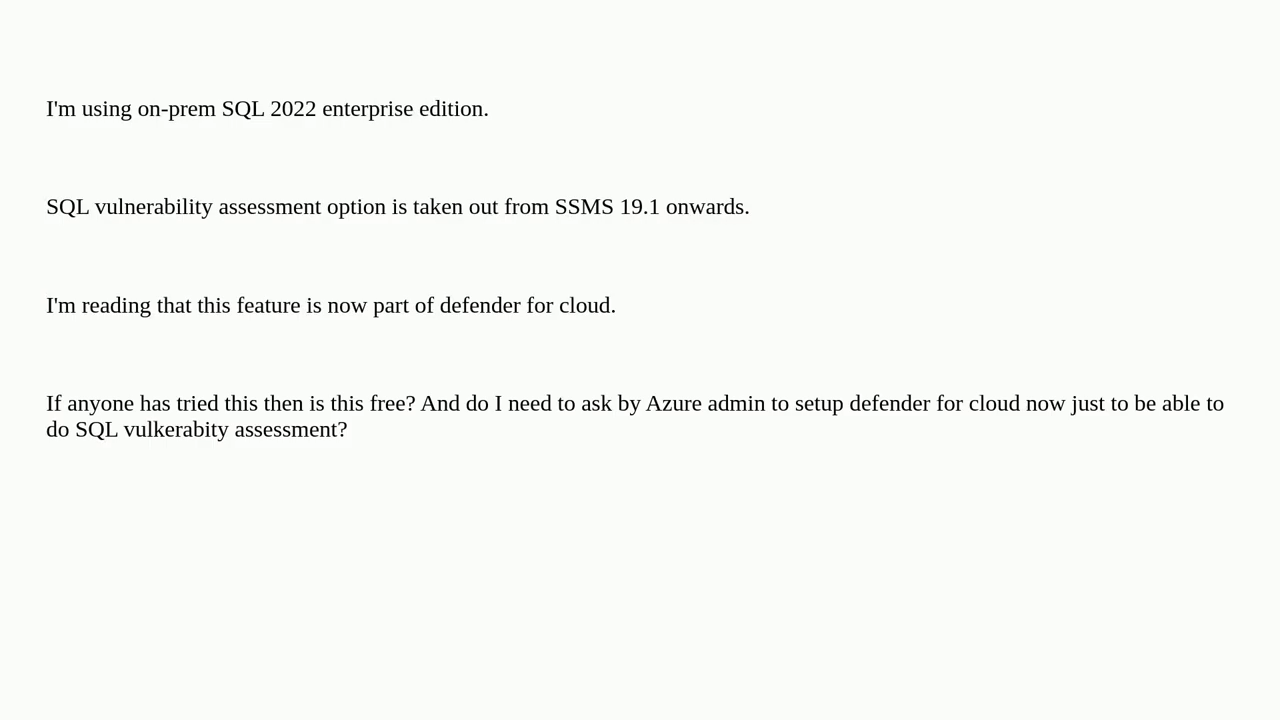 I'm using on-prem SQL 2022 enterprise edition.
SQL vulnerability assessment option is taken out from SSMS 19.1 onwards.
I'm reading that this feature is now part of defender for cloud.
If anyone has tried this then is this free? And do I need to ask by Azure admin to setup defender for cloud now just to be able to
do SQL vulkerabity assessment?